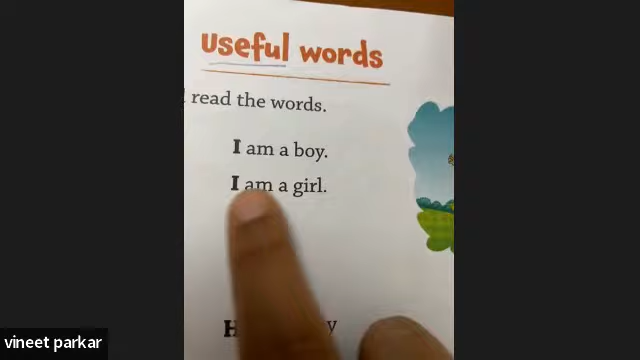 Useful words
read the words.
I am a boy.
I am a girl.
vineet parkar